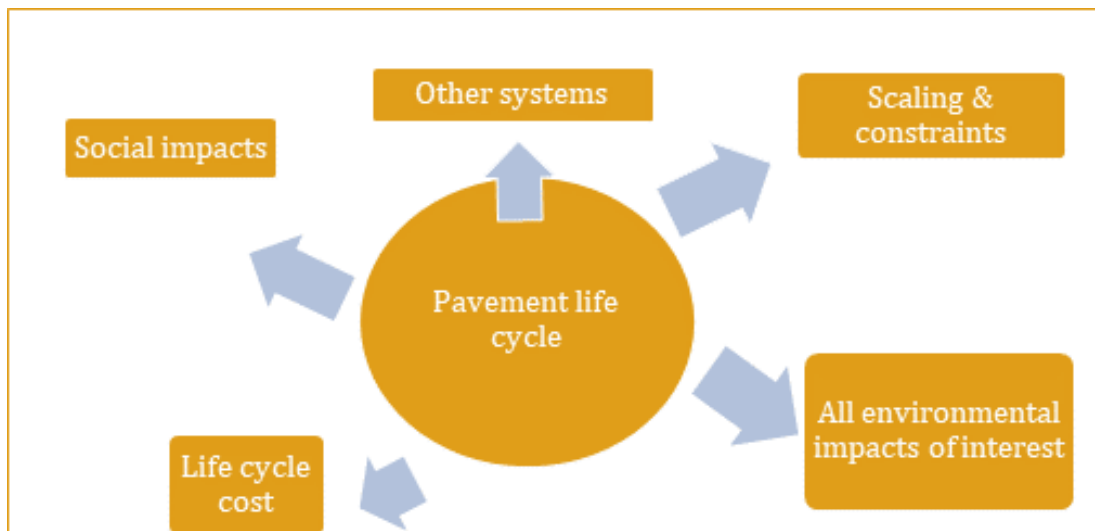 Other systems
Scaling &
constraints
Social impacts
Pavement life
cycle
All environmental
impacts of interest
Life cycle
cost